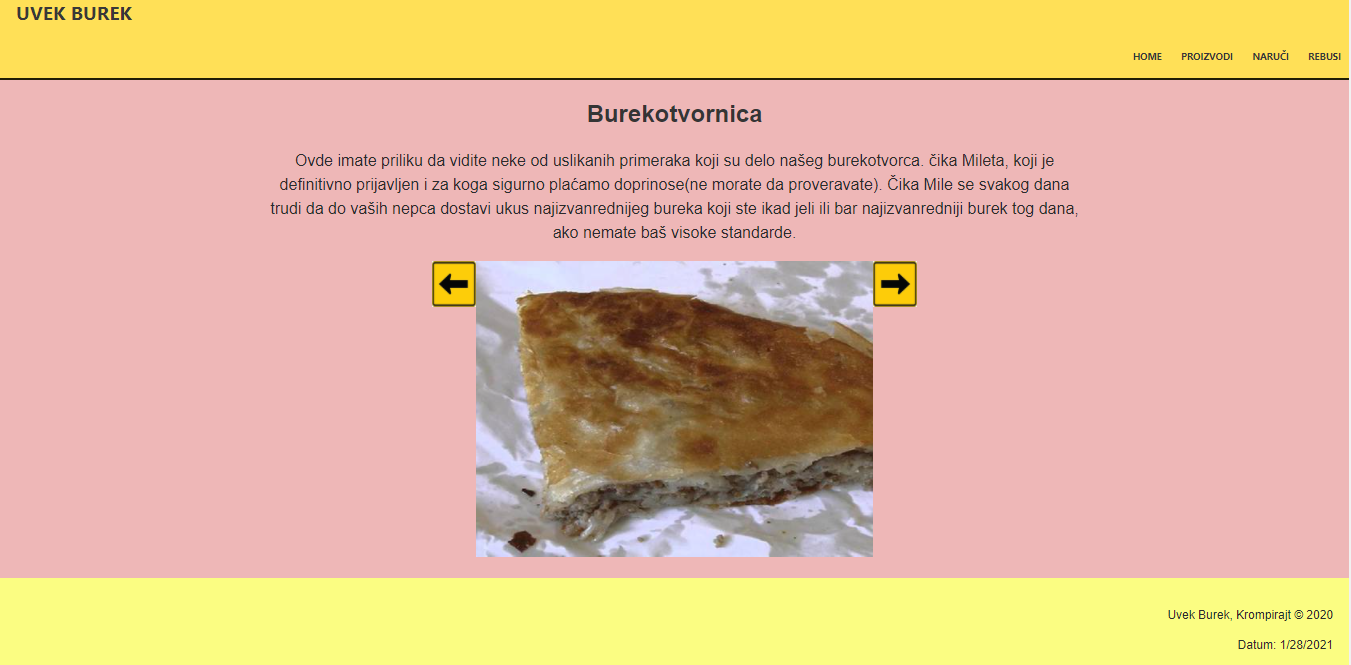 UVEK BUREK
HOME PROIZVODI NARUČI REBUSI
Burekotvornica
Ovde imate priliku da vidite neke od uslikanih primeraka koji su delo našeg burekotvorca. čika Mileta, koji je
definitivno prijavljen i za koga sigurno plaćamo doprinose(ne morate da proveravate). Čika Mile se svakog dana
trudi da do vaših nepca dostavi ukus najizvanrednijeg bureka koji ste ikad jeli ili bar najizvanredniji burek tog dana,
ako nemate baš visoke standarde.
Uvek Burek, Krompirajt © 2020
Datum: 1/28/2021